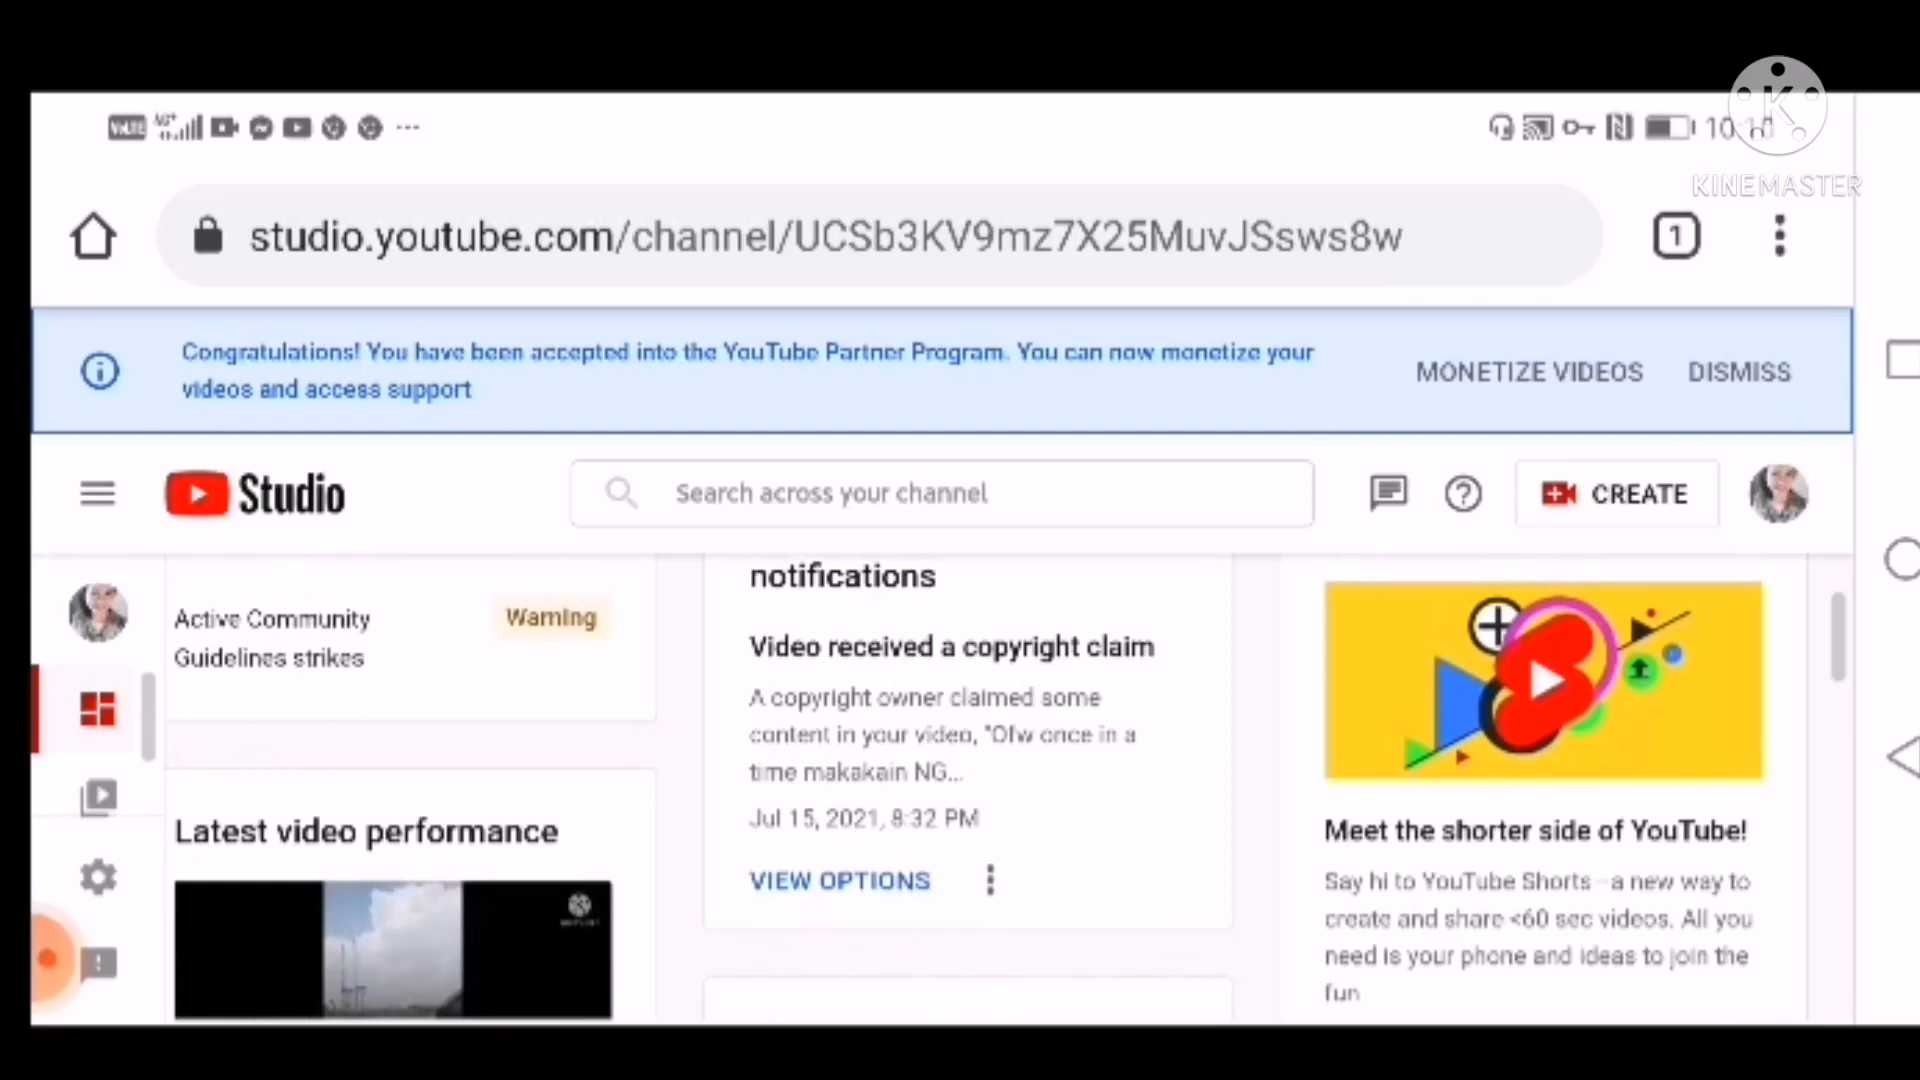 VoLTE 4G+
KINEMASTER
studio.youtube.com/channel/UCSb3KV9mz7X25MuvJSsws8w
1
Congratulations! You have been accepted into the YouTube Partner Program. You can now monetize your
videos and access support
MONETIZE VIDEOS
DISMISS
Studio
Search across your channel
CREATE
Active Community
Guidelines strikes
Warning
Latest video performance
notifications
Video received a copyright claim
A copyright owner claimed some
content in your video, "Ofw once in a
time makakain NG...
Jul 15, 2021, 8:32 PM
VIEW OPTIONS
Meet the shorter side of YouTube!
Say hi to YouTube Shorts—a new way to
create and share <60 sec videos. All you
need is your phone and ideas to join the
fun